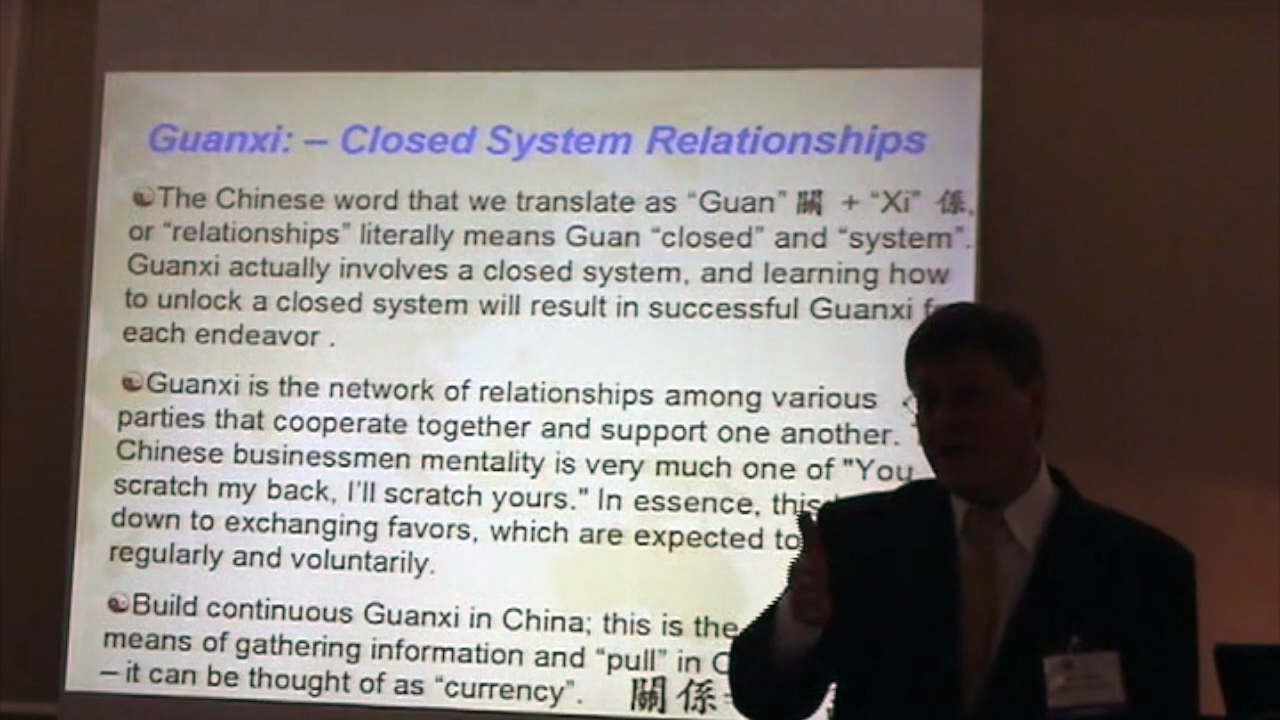 Guanxi: – Closed System Relationships
The Chinese word that we translate as “Guan” 關 + “Xi” 係,
or “relationships” literally means Guan “closed” and “system”.
Guanxi actually involves a closed system, and learning how
to unlock a closed system will result in successful Guanxi
each endeavor .
Guanxi is the network of relationships among various
parties that cooperate together and support one another.
Chinese businessmen mentality is very much one of "You
scratch my back, I’ll scratch yours." In essence, this
down to exchanging favors, which are expected to
regularly and voluntarily.
Build continuous Guanxi in China; this is the
means of gathering information and “pull” in
– it can be thought of as “currency”. 關係=